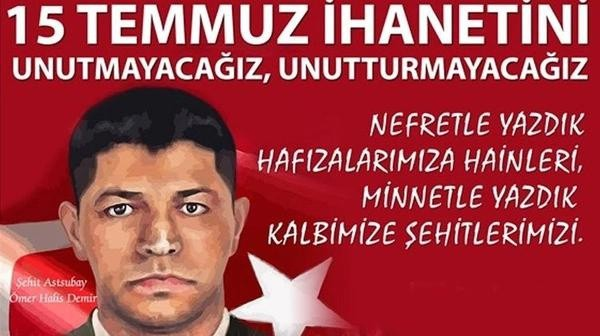 15 TEMMUZ İHANETİNİ
UNUTMAYACAĞIZ, UNUTTURMAYACAĞIZ
NEFRETLE YAZDIK
HAFIZALARIMIZA HAİNLERİ,
MİNNETLE YAZDIK
KALBİMİZE ŞEHİTLERİMİZİ.
Şehit Astsubay
Ömer Halis Demir